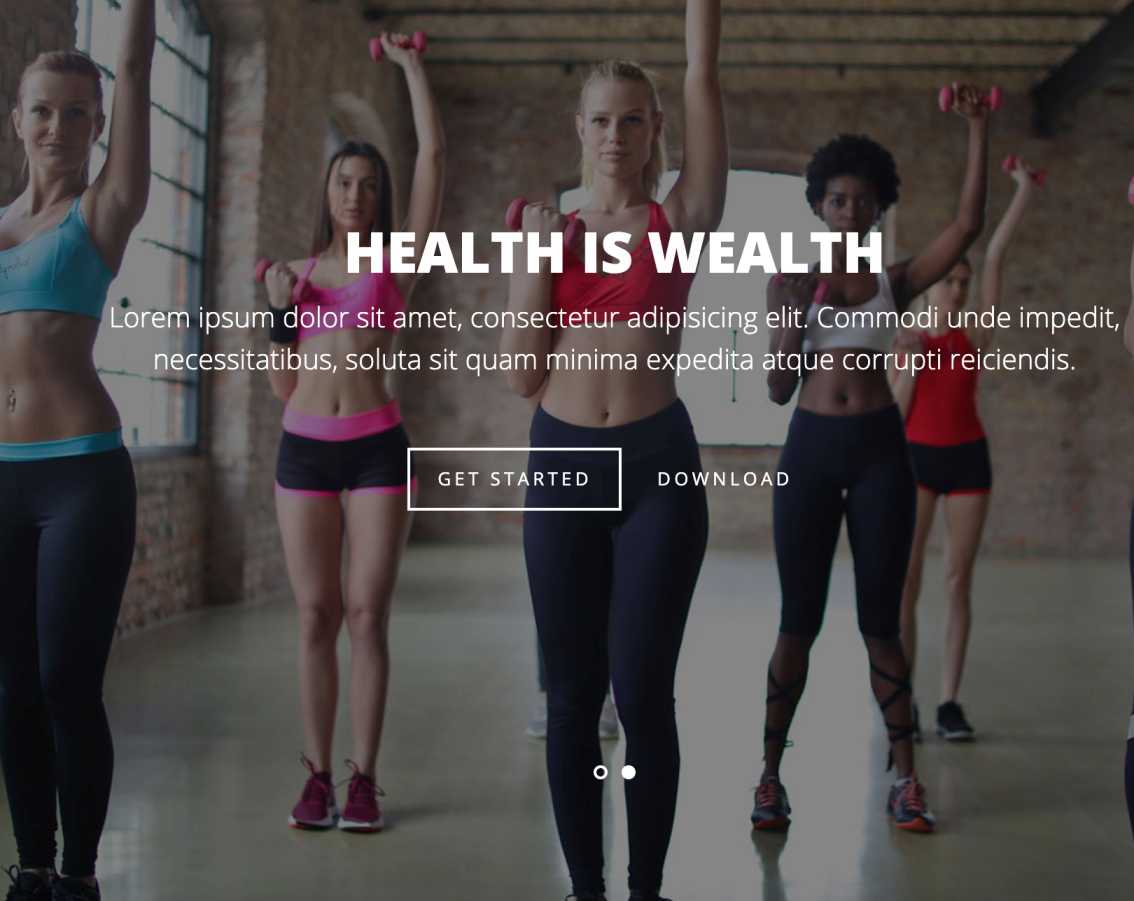 HEALTH IS WEALTH
Lorem ipsum dolor sit amet, consectetur adipisicing elit. Commodi unde impedit,
necessitatibus, soluta sit quam minima expedita atque corrupti reiciendis.
GET STARTED
DOWNLOAD